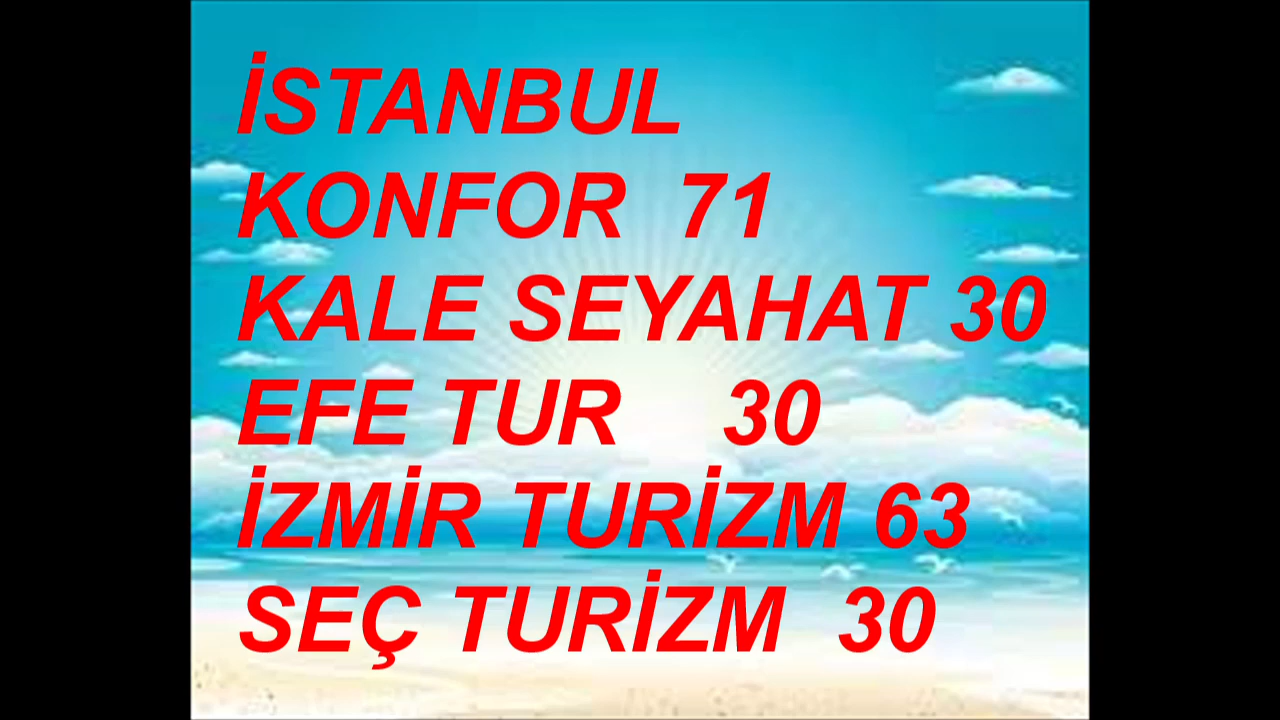 İSTANBUL
KONFOR 71
KALE SEYAHAT 30
EFE TUR 30
İZMİR TURİZM 63
SEÇ TURİZM 30